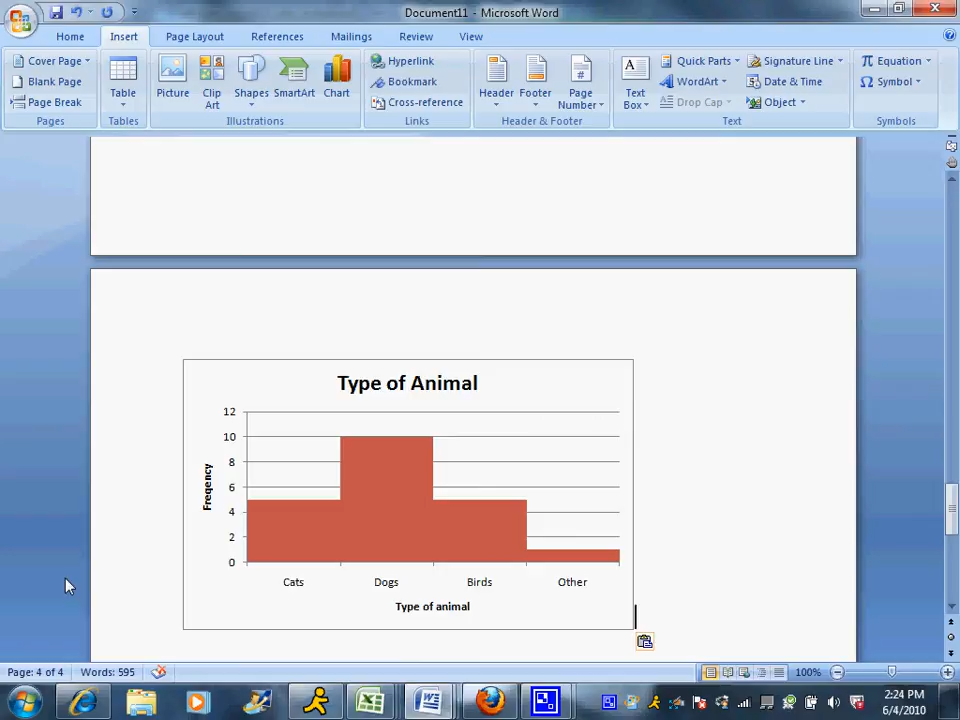 Document11 - Microsoft Word
Home Insert Page Layout References Mailings Review View
Cover Page
Blank Page
Page Break
Pages
Table
Tables
Picture
Clip Art
Shapes
SmartArt
Chart
Illustrations
Hyperlink
Bookmark
Cross-reference
Links
Header
Footer
Page Number
Header & Footer
A
Text Box
Quick Parts
WordArt
Drop Cap
Signature Line
Date & Time
Object
Text
π Equation
Ω Symbol
Symbols
Type of Animal
12
10
8
6
4
2
0
Freqency
Cats Dogs Birds Other
Type of animal
Page: 4 of 4 Words: 595 100%
2:24 PM
6/4/2010